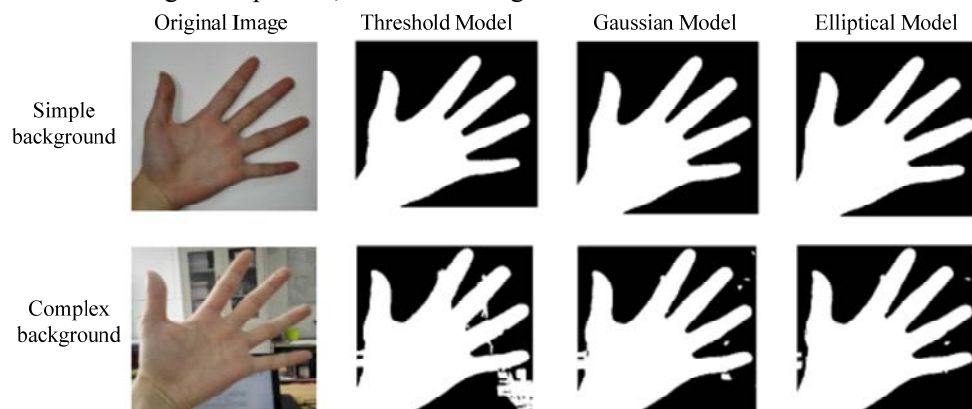 Original Image
Threshold Model
Gaussian Model
Elliptical Model
Simple
background
Complex
background